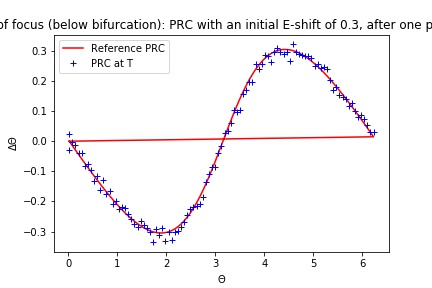 of focus (below bifurcation): PRC with an initial E-shift of 0.3, after one p
Reference PRC
PRC at T
0.3
0.2
0.1
0.0
−0.1
−0.2
−0.3
ΔΘ
0 1 2 3 4 5 6
Θ